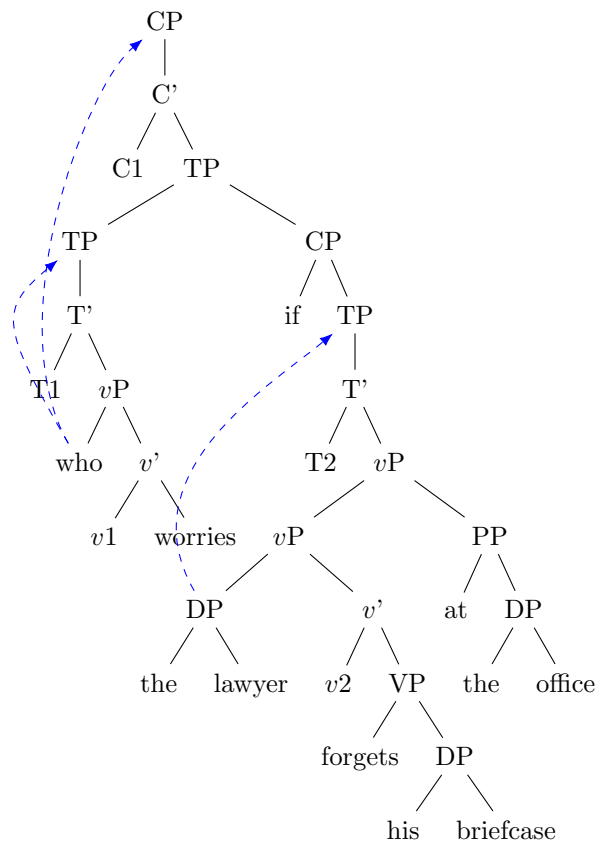 CP
C’
C1 TP
TP CP
T’ if TP
T1 vP T’
who v’ T2 vP
v1 worries vP PP
DP v’ at DP
the lawyer v2 VP the office
forgets DP
his briefcase